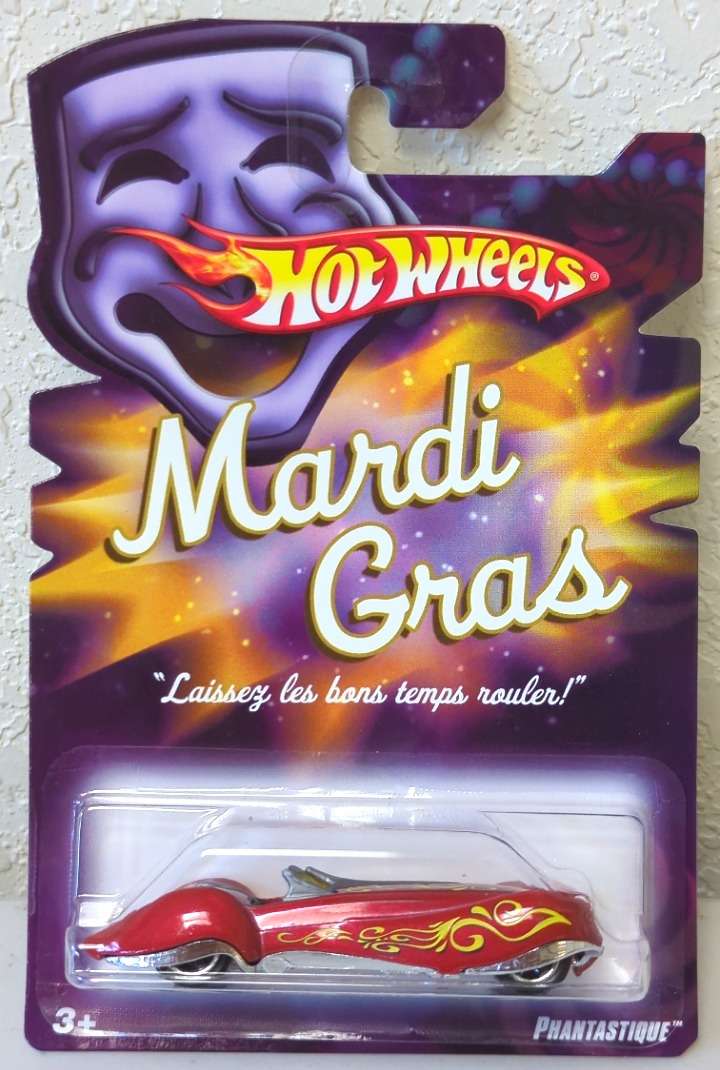 HOT WHEELS®
Mardi
Gras
"Laissez les bons temps rouler!"
3+
PHANTASTIQUE™